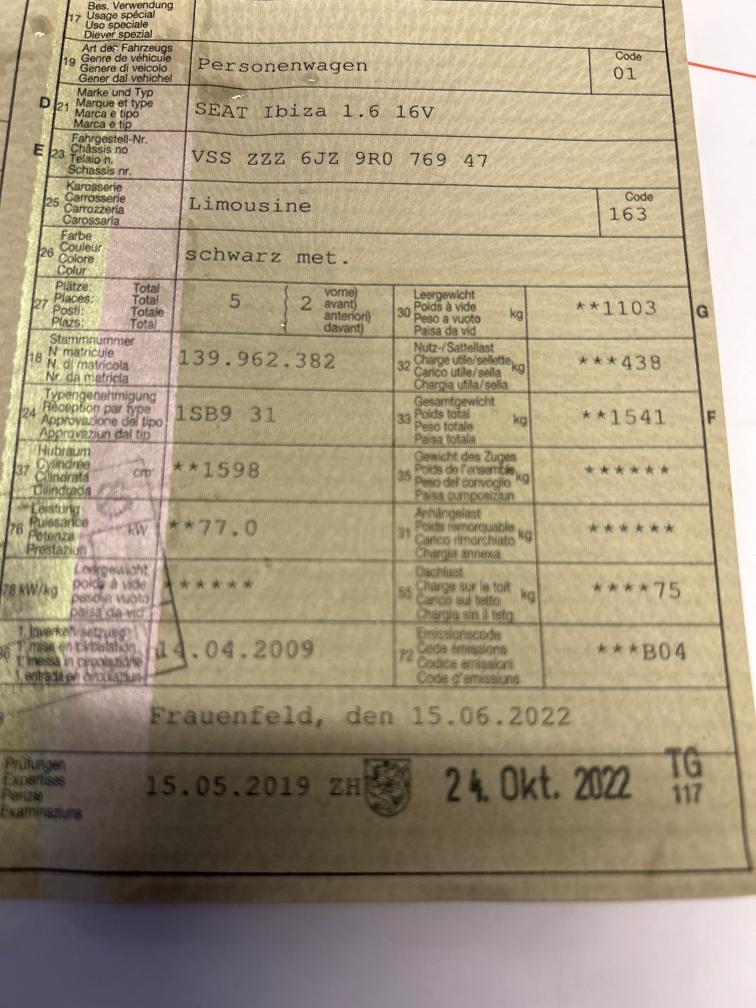 17 Bes. Verwendung
Usage spécial
Uso speciale
Diever spezial
19 Art des Fahrzeugs
Genre de véhicule
Genere di veicolo
Gener dal vehichel
Personenwagen
Code
01
D 21 Marke und Typ
Marque et type
Marca e tipo
Marca e tip
SEAT Ibiza 1.6 16V
E 23 Fahrgestell-Nr.
Châssis no
Telaio n.
Schassis nr.
VSS ZZZ 6JZ 9R0 769 47
25 Karosserie
Carrosserie
Carrozzeria
Carossaria
Limousine
Code
163
26 Farbe
Couleur
Colore
Colur
schwarz met.
27 Plätze: Total
Places: Total
Posti: Totale
Plazs: Total
5
2
vorne)
avant)
anteriori)
davant)
30 Leergewicht
Poids à vide
Peso a vuoto
Paisa da vid
kg
**1103
G
18 Stammnummer
N° matricule
N. di matricola
Nr. da matricla
139.962.382
32 Nutz-/Sattellast
Charge utile/sellette
Carico utile/sella
Chargia utila/sella
kg
***438
24 Typengenehmigung
Réception par type
Approvazione del tipo
Approvaziun dal tip
1SB9 31
33 Gesamtgewicht
Poids total
Peso totale
Paisa totala
kg
**1541
F
37 Hubraum
Cylindrée
Cilindrata
Cilindrada
cm³
**1598
35 Gewicht des Zuges
Poids de l'ensemble
Peso del convoglio
Paisa cumposiziun
kg
******
76 Leistung
Puissance
Potenza
Prestaziun
kW
**77.0
31 Anhängelast
Poids remorquable
Carico rimorchiato
Chargia annexa
kg
******
78 kW/kg
Leergewicht
poids à vide
peso a vuoto
paisa da vid
******
55 Dachlast
Charge sur le toit
Carico sul tetto
Chargia sin il tetg
kg
****75
36 1. Inverkehrsetzung
1re mise en circulation
1. messa in circolazione
1. entrada en circulaziun
14.04.2009
72 Emissionscode
Code émissions
Codice emissioni
Code d'emissiuns
***B04
Frauenfeld, den 15.06.2022
Prüfungen
Expertises
Perizie
Examinaziuns
15.05.2019 ZH
24. Okt. 2022
TG
117